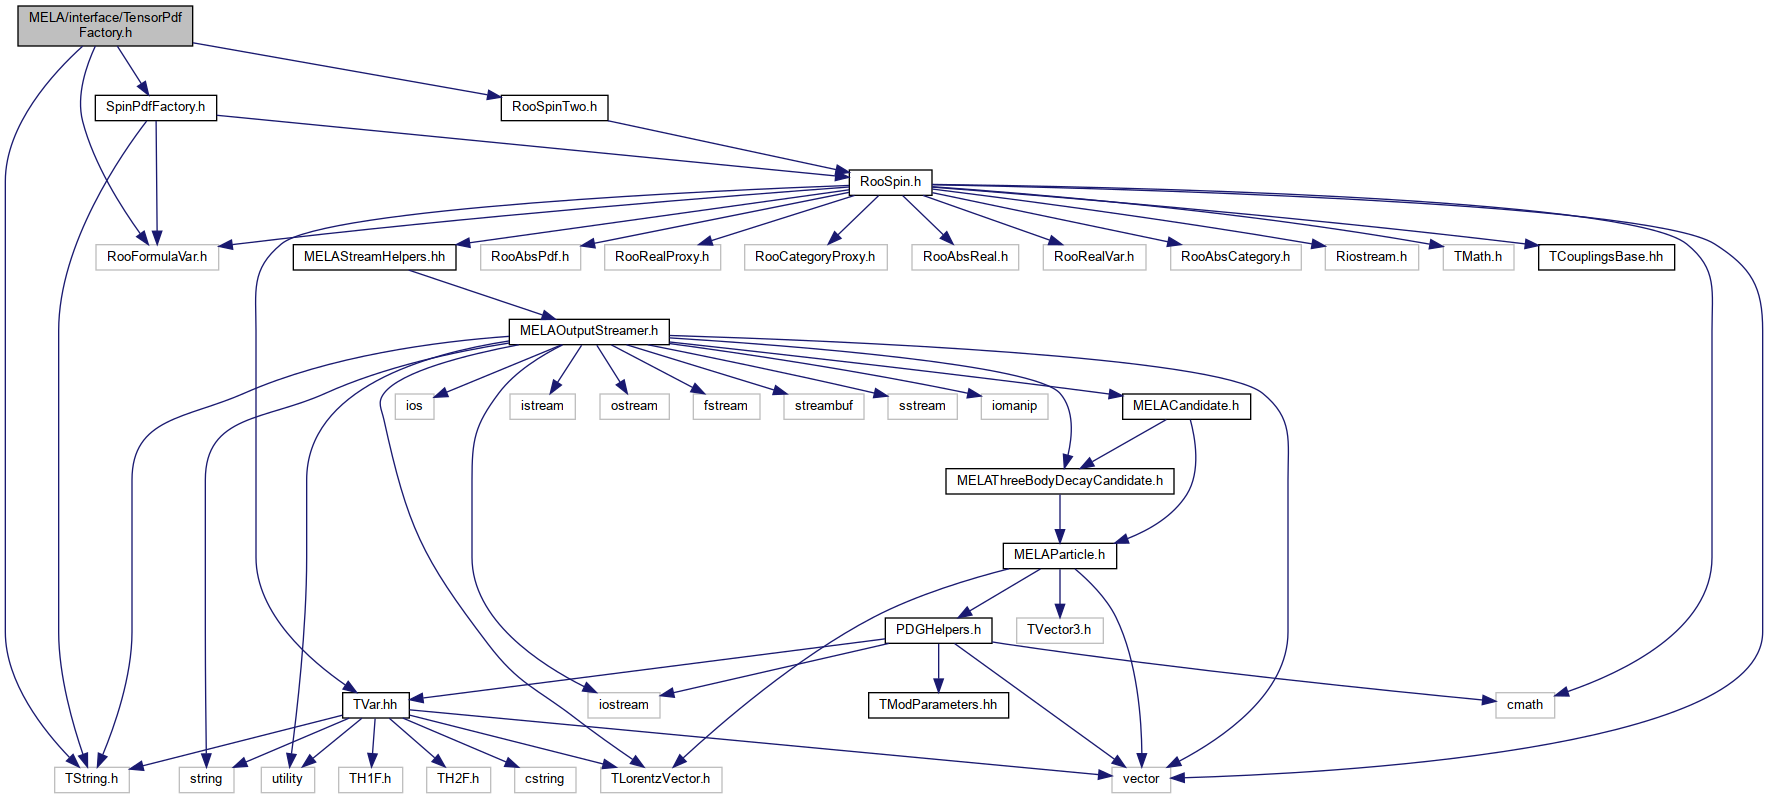 MELA/interface/TensorPdf
Factory.h
SpinPdfFactory.h
RooSpinTwo.h
RooSpin.h
RooFormulaVar.h
MELAStreamHelpers.hh
RooAbsPdf.h
RooRealProxy.h
RooCategoryProxy.h
RooAbsReal.h
RooRealVar.h
RooAbsCategory.h
Riostream.h
TMath.h
TCouplingsBase.hh
MELAOutputStreamer.h
ios
istream
ostream
fstream
streambuf
sstream
iomanip
MELACandidate.h
MELAThreeBodyDecayCandidate.h
MELAParticle.h
PDGHelpers.h
TVector3.h
TVar.hh
iostream
TModParameters.hh
cmath
TString.h
string
utility
TH1F.h
TH2F.h
cstring
TLorentzVector.h
vector